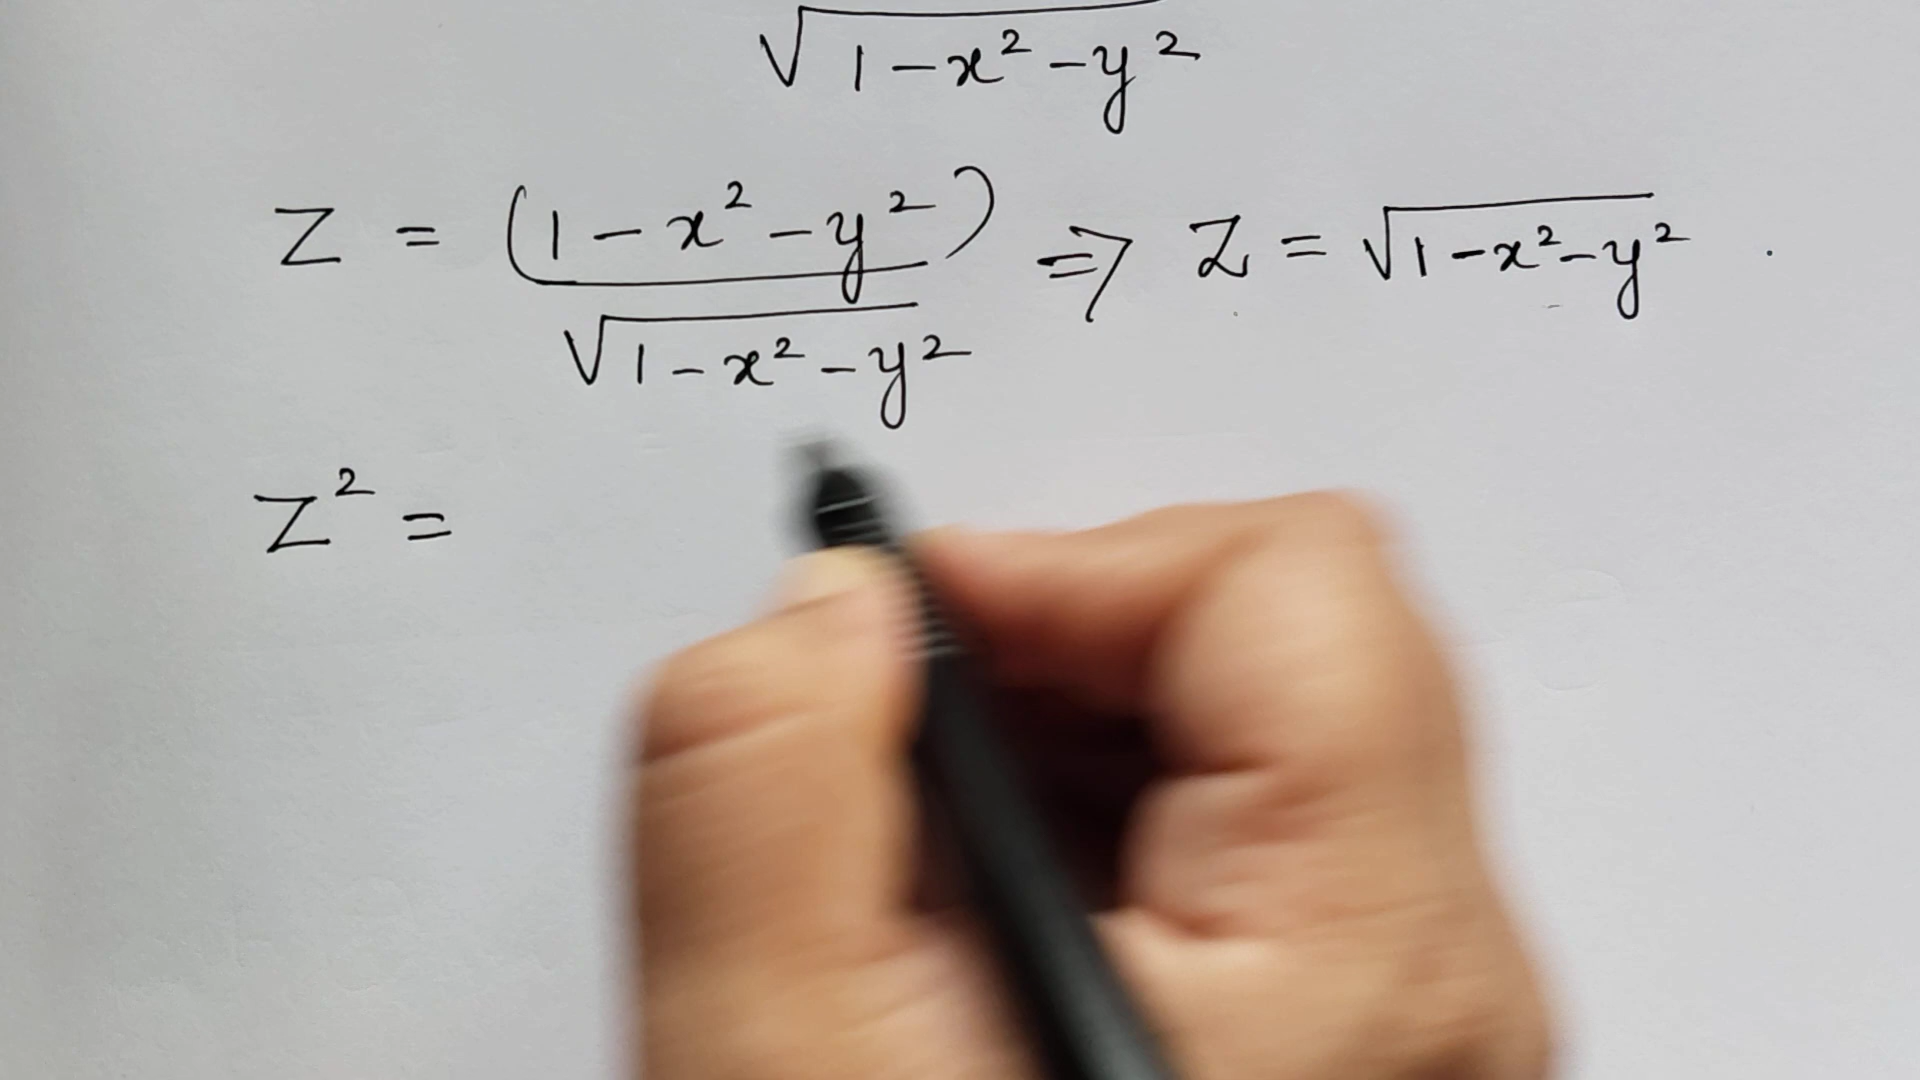 √1-x²-y²
Z = (1-x²-y²)/√1-x²-y² => Z = √1-x²-y² .
Z² =